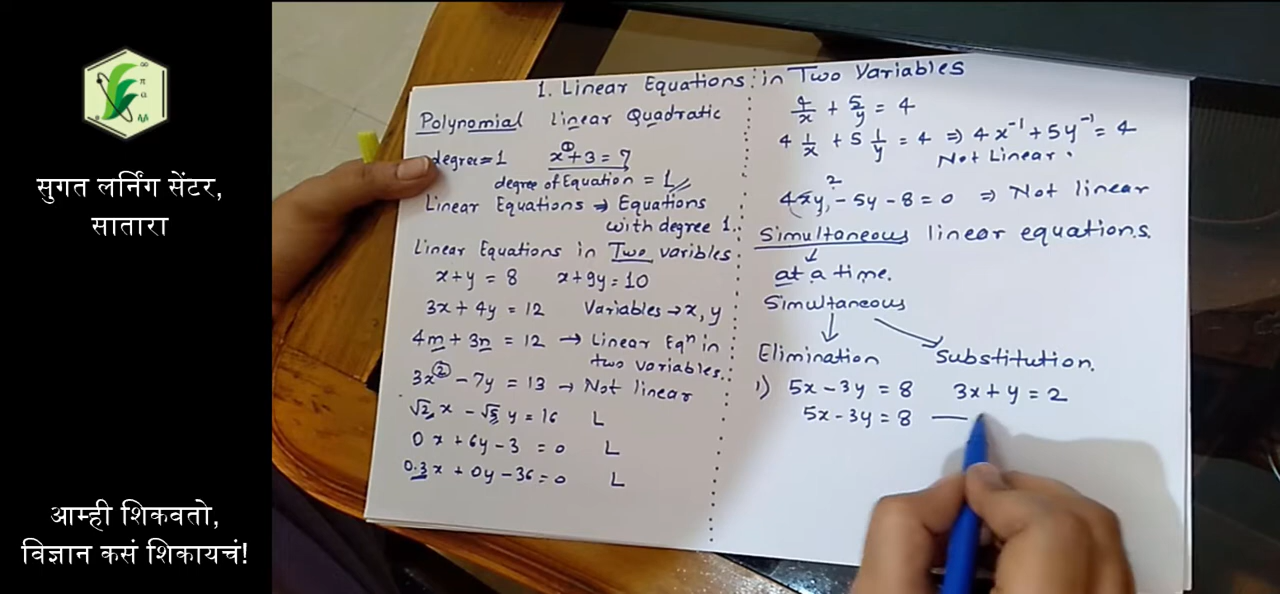 सुगत लर्निंग सेंटर,
सातारा
आम्ही शिकवतो,
विज्ञान कसं शिकायचं!
1. Linear Equations in Two Variables
Polynomial Linear Quadratic
degree=1 x¹+3=7
degree of Equation = 1
Linear Equations → Equations
with degree 1.
Linear Equations in Two varibles
x+y = 8 x+9y=10
3x + 4y = 12 Variables → x, y
4m + 3n = 12 → Linear Eqⁿ in
two variables.
3x² - 7y = 13 → Not linear
√2 x - √5 y = 16 L
0 x + 6y - 3 = 0 L
0.3x + 0y - 36 = 0 L
4/x + 5/y = 4
4 1/x + 5 1/y = 4 ⇒ 4x⁻¹ + 5y⁻¹ = 4
Not Linear.
2
4xy - 5y - 8 = 0 ⇒ Not linear
Simultaneous linear equations.
↓
at a time.
Simultaneous
Elimination Substitution.
1) 5x - 3y = 8 3x + y = 2
5x - 3y = 8 —